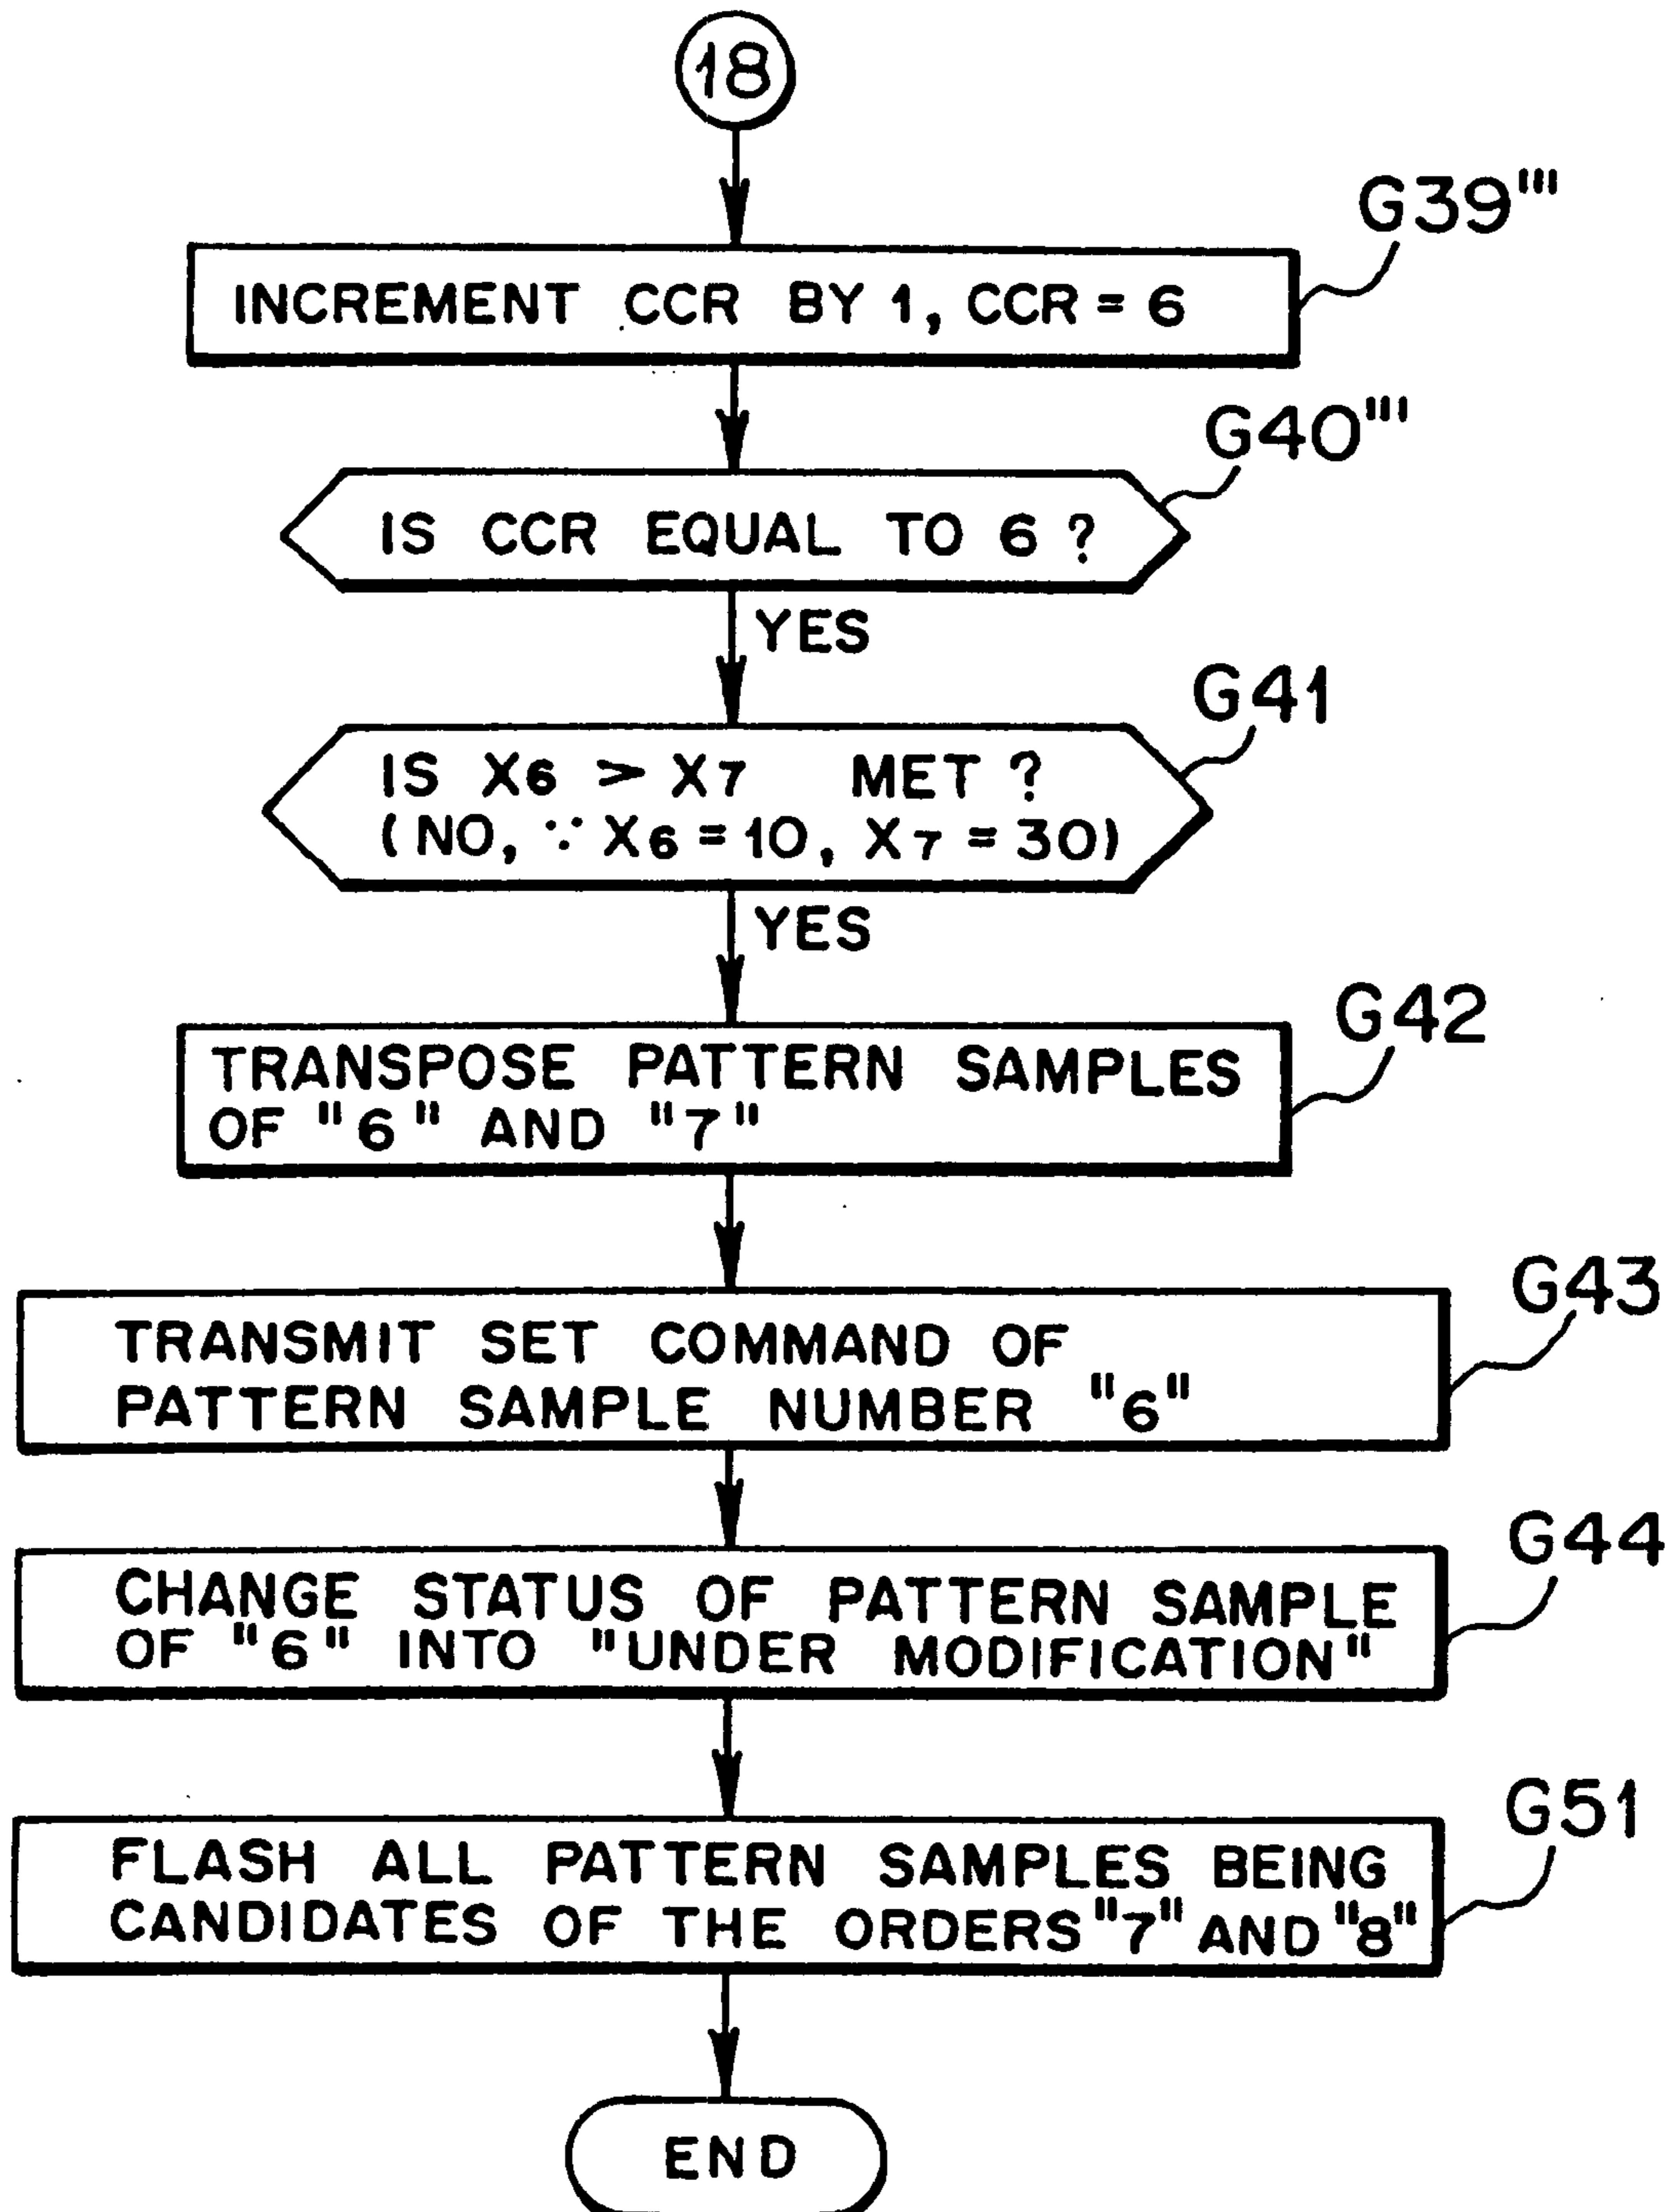 18
G39'''
INCREMENT CCR BY 1, CCR = 6
G40'''
IS CCR EQUAL TO 6 ?
YES
G41
IS X6 > X7 MET ?
(NO, ∵ X6 = 10, X7 = 30)
YES
G42
TRANSPOSE PATTERN SAMPLES
OF "6" AND "7"
G43
TRANSMIT SET COMMAND OF
PATTERN SAMPLE NUMBER "6"
G44
CHANGE STATUS OF PATTERN SAMPLE
OF "6" INTO "UNDER MODIFICATION"
G51
FLASH ALL PATTERN SAMPLES BEING
CANDIDATES OF THE ORDERS "7" AND "8"
END